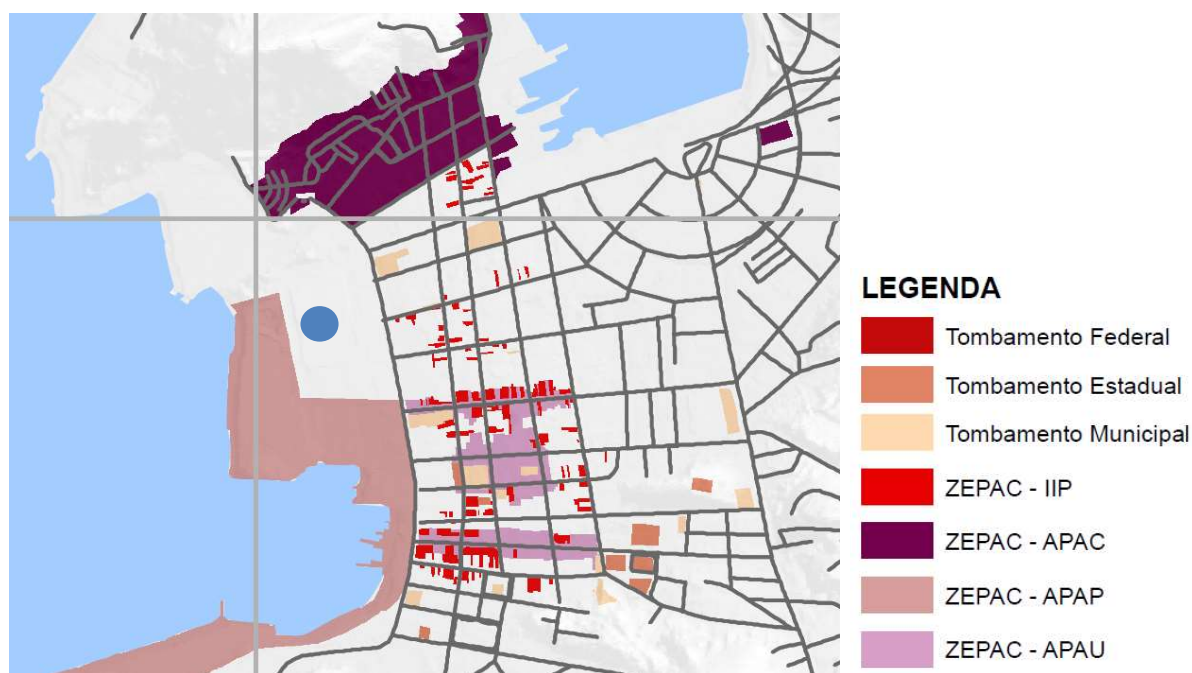 LEGENDA
Tombamento Federal
Tombamento Estadual
Tombamento Municipal
ZEPAC - IIP
ZEPAC - APAC
ZEPAC - APAP
ZEPAC - APAU